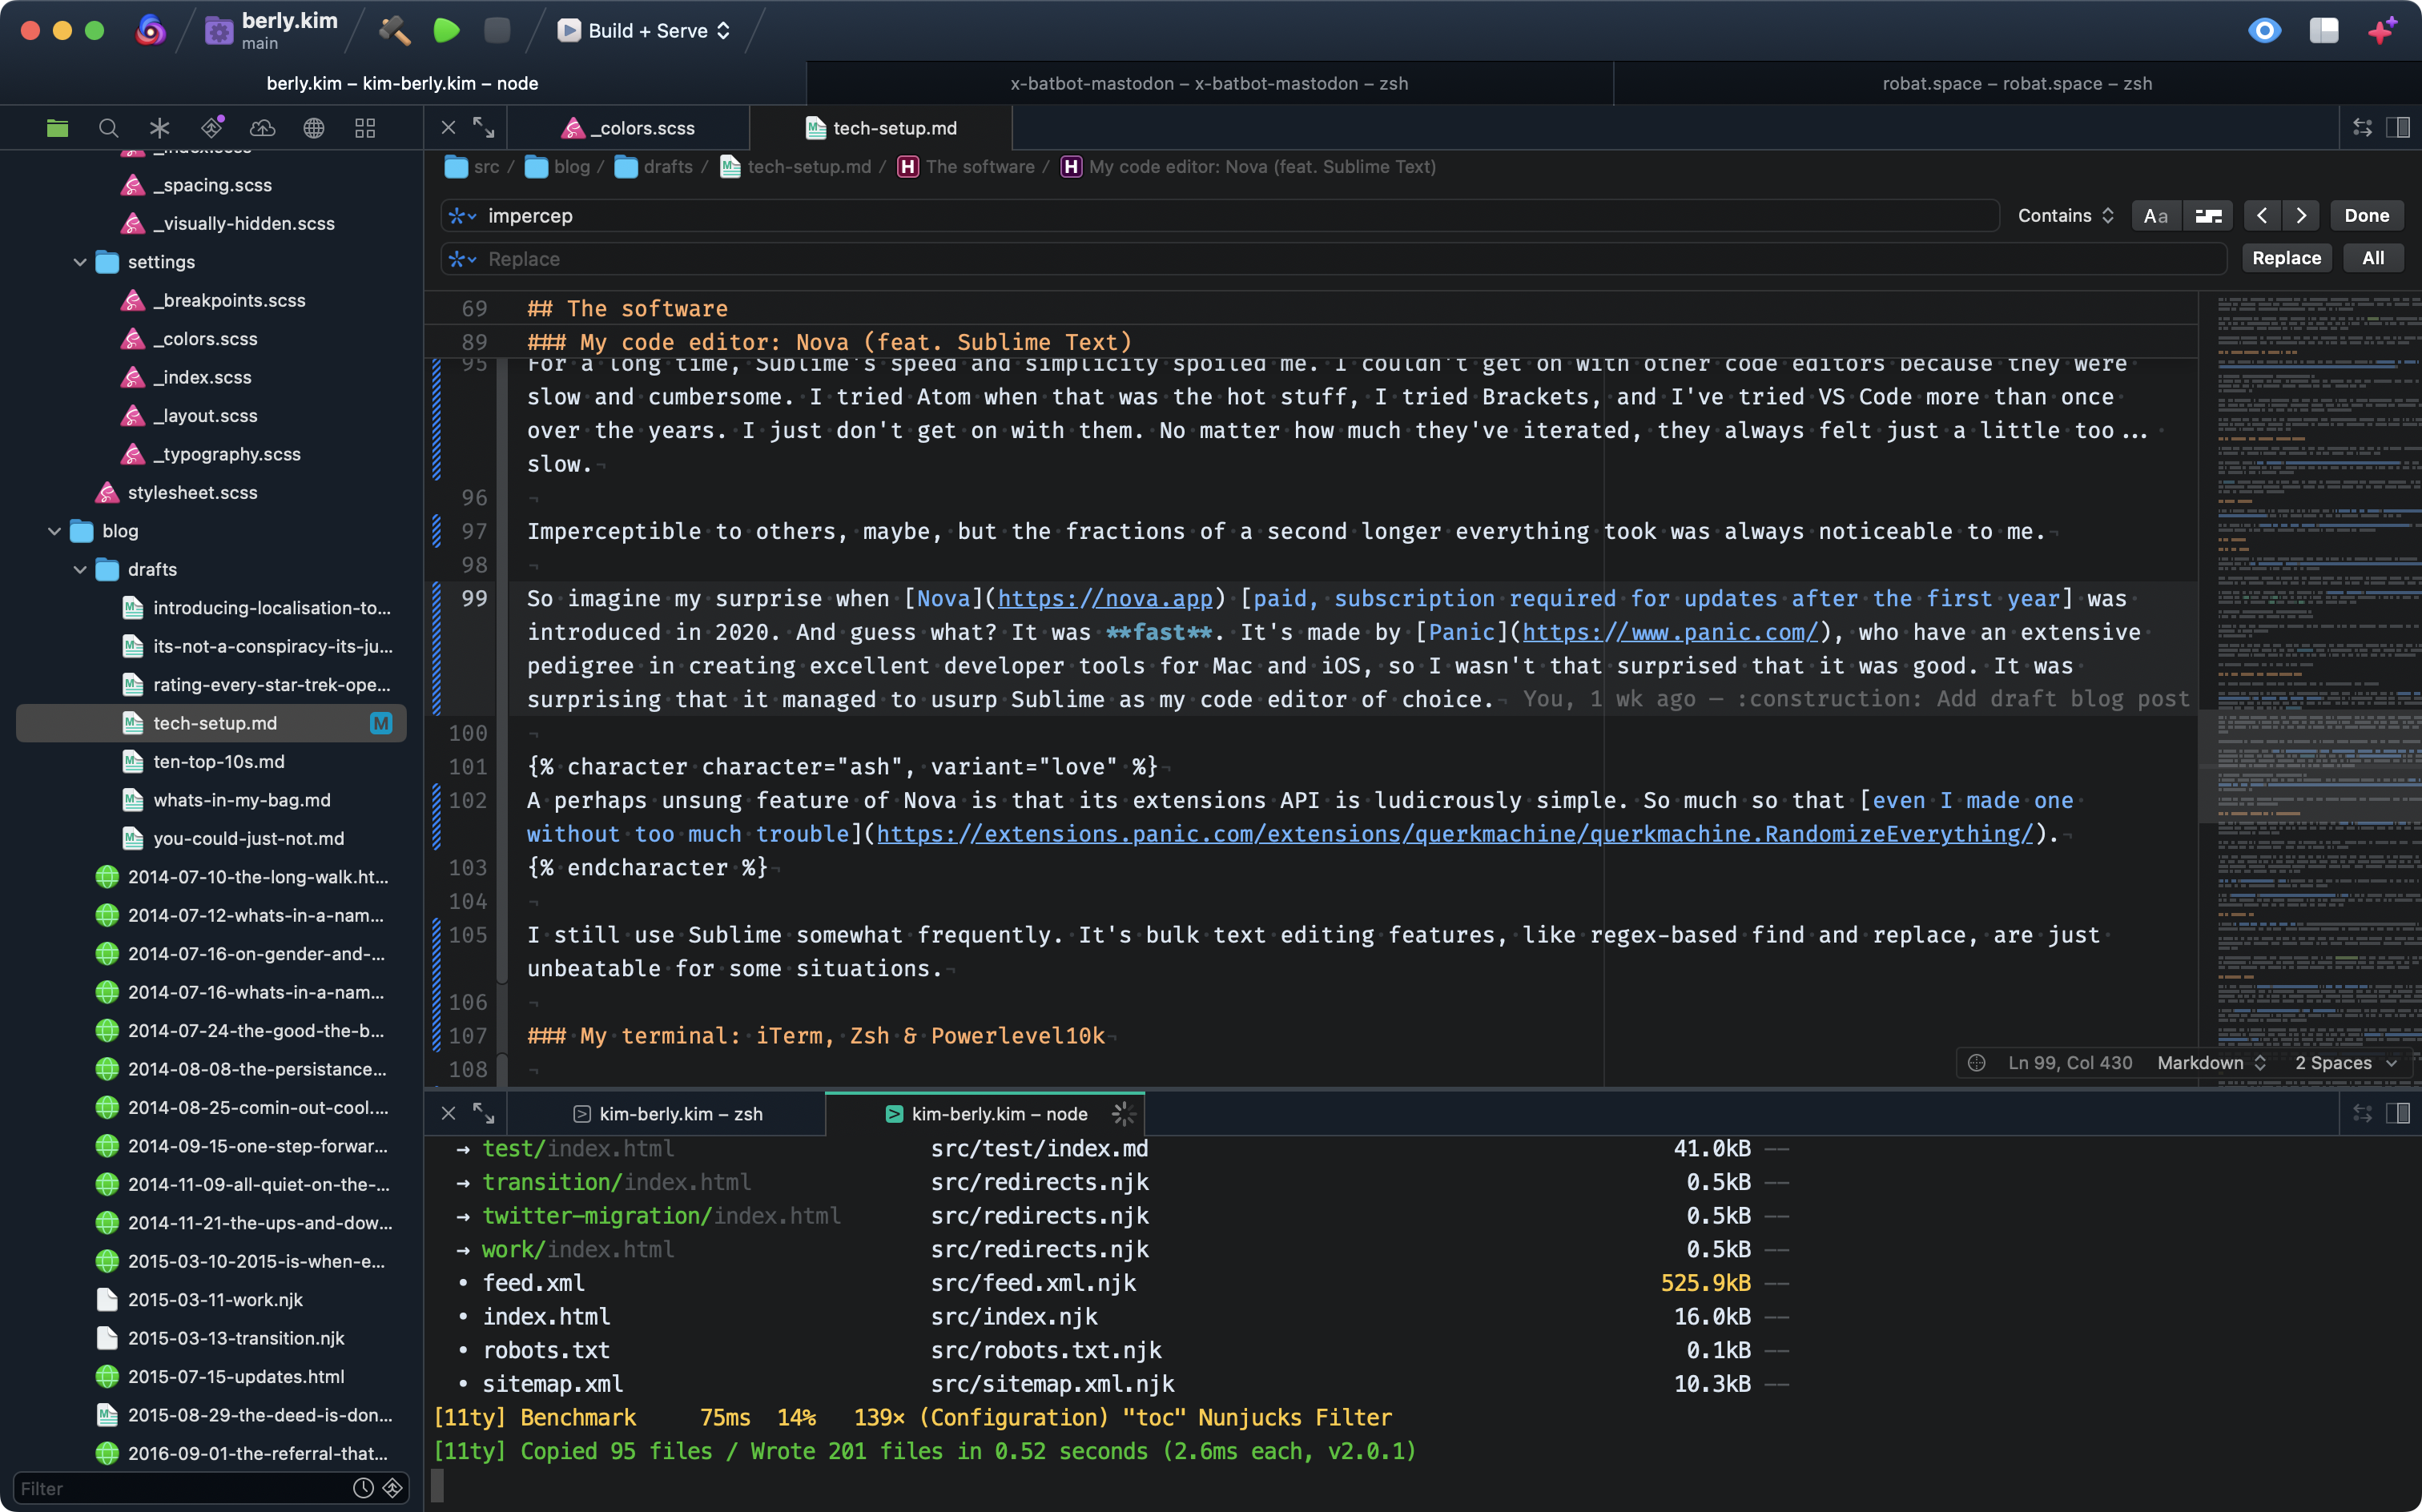 berly.kim
main
Build + Serve
berly.kim – kim-berly.kim – node
x-batbot-mastodon – x-batbot-mastodon – zsh
robat.space – robat.space – zsh
_index.scss
_spacing.scss
_visually-hidden.scss
settings
_breakpoints.scss
_colors.scss
_index.scss
_layout.scss
_typography.scss
stylesheet.scss
blog
drafts
introducing-localisation-to...
its-not-a-conspiracy-its-ju...
rating-every-star-trek-ope...
tech-setup.md M
ten-top-10s.md
whats-in-my-bag.md
you-could-just-not.md
2014-07-10-the-long-walk.ht...
2014-07-12-whats-in-a-nam...
2014-07-16-on-gender-and-...
2014-07-16-whats-in-a-nam...
2014-07-24-the-good-the-b...
2014-08-08-the-persistance...
2014-08-25-comin-out-cool....
2014-09-15-one-step-forwar...
2014-11-09-all-quiet-on-the-...
2014-11-21-the-ups-and-dow...
2015-03-10-2015-is-when-e...
2015-03-11-work.njk
2015-03-13-transition.njk
2015-07-15-updates.html
2015-08-29-the-deed-is-don...
2016-09-01-the-referral-that...
Filter
_colors.scss
tech-setup.md
src / blog / drafts / tech-setup.md / H The software / H My code editor: Nova (feat. Sublime Text)
impercep
Contains Aa Done
Replace
Replace All
69 ## The software
89 ### My code editor: Nova (feat. Sublime Text)
95 For a long time, Sublime's speed and simplicity spoiled me. I couldn't get on with other code editors because they were
slow and cumbersome. I tried Atom when that was the hot stuff, I tried Brackets, and I've tried VS Code more than once
over the years. I just don't get on with them. No matter how much they've iterated, they always felt just a little too...
slow.
96
97 Imperceptible to others, maybe, but the fractions of a second longer everything took was always noticeable to me.
98
99 So imagine my surprise when [Nova](https://nova.app) [paid, subscription required for updates after the first year] was
introduced in 2020. And guess what? It was **fast**. It's made by [Panic](https://www.panic.com/), who have an extensive
pedigree in creating excellent developer tools for Mac and iOS, so I wasn't that surprised that it was good. It was
surprising that it managed to usurp Sublime as my code editor of choice. You, 1 wk ago — :construction: Add draft blog post
100
101 {% character character="ash", variant="love" %}
102 A perhaps unsung feature of Nova is that its extensions API is ludicrously simple. So much so that [even I made one
without too much trouble](https://extensions.panic.com/extensions/querkmachine/querkmachine.RandomizeEverything/).
103 {% endcharacter %}
104
105 I still use Sublime somewhat frequently. It's bulk text editing features, like regex-based find and replace, are just
unbeatable for some situations.
106
107 ### My terminal: iTerm, Zsh & Powerlevel10k
108
Ln 99, Col 430 Markdown 2 Spaces
kim-berly.kim – zsh
kim-berly.kim – node
→ test/index.html src/test/index.md 41.0kB ——
→ transition/index.html src/redirects.njk 0.5kB ——
→ twitter-migration/index.html src/redirects.njk 0.5kB ——
→ work/index.html src/redirects.njk 0.5kB ——
• feed.xml src/feed.xml.njk 525.9kB ——
• index.html src/index.njk 16.0kB ——
• robots.txt src/robots.txt.njk 0.1kB ——
• sitemap.xml src/sitemap.xml.njk 10.3kB ——
[11ty] Benchmark 75ms 14% 139× (Configuration) "toc" Nunjucks Filter
[11ty] Copied 95 files / Wrote 201 files in 0.52 seconds (2.6ms each, v2.0.1)